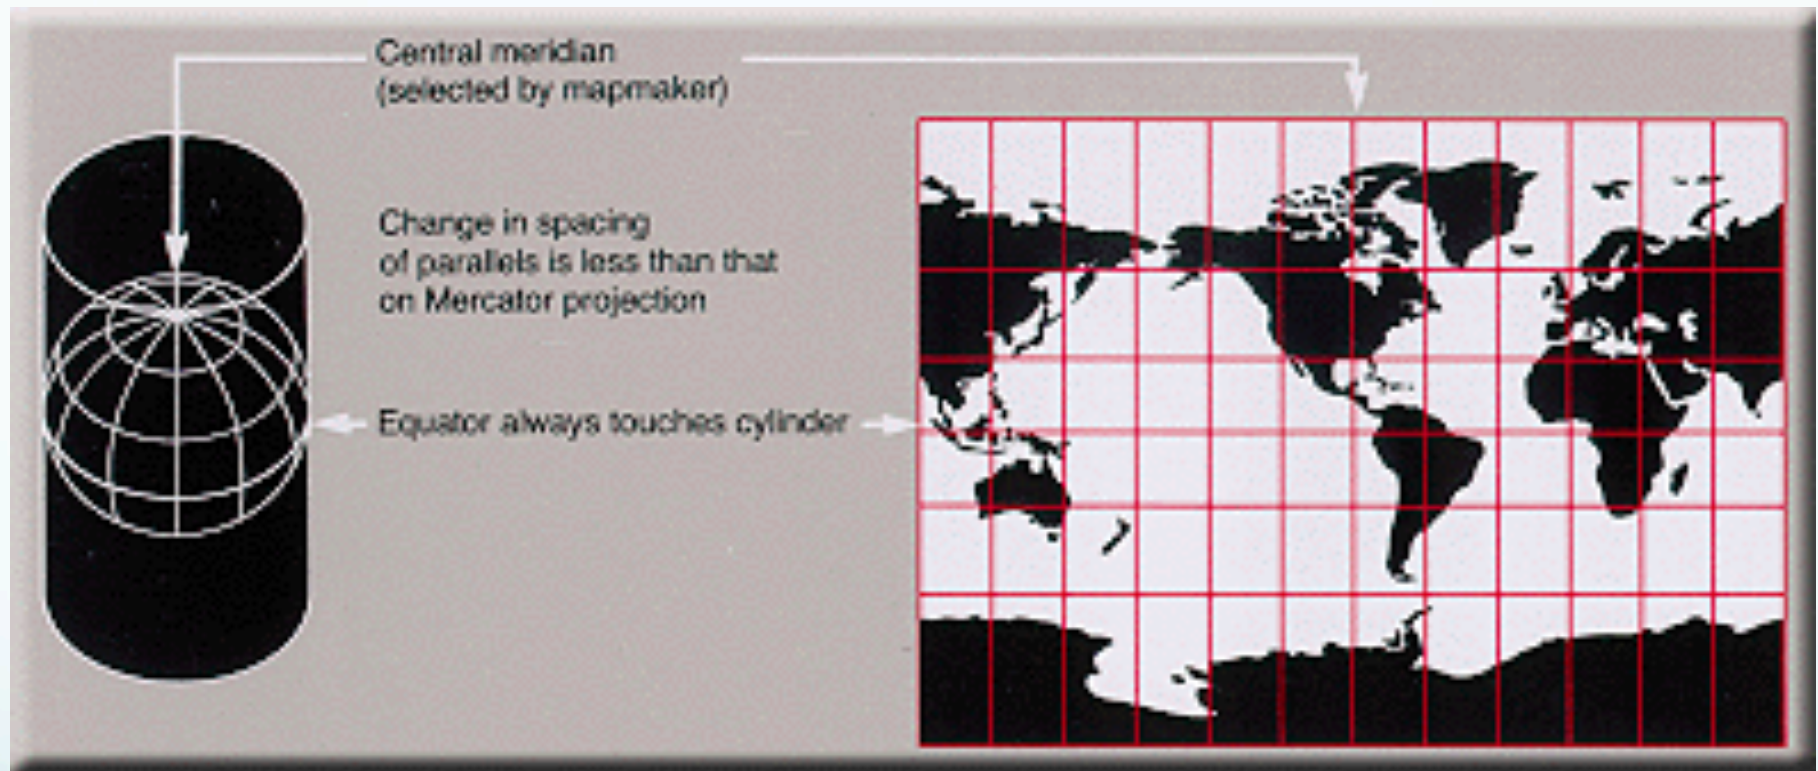 Central meridian
(selected by mapmaker)
Change in spacing
of parallels is less than that
on Mercator projection
Equator always touches cylinder